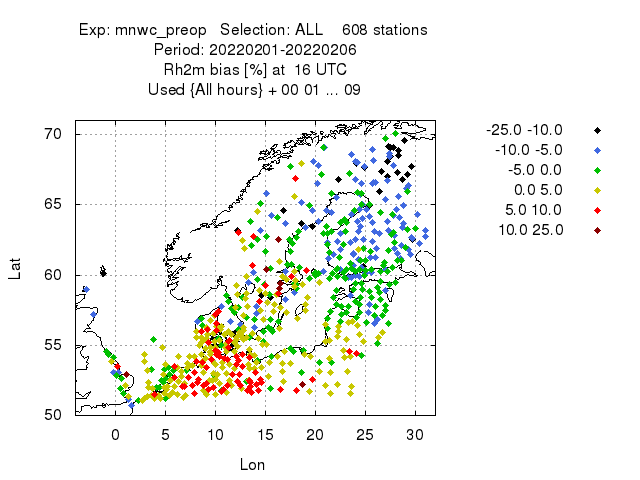 Exp: mnwc_preop   Selection: ALL    608 stations
Period: 20220201-20220206
Rh2m bias [%] at  16 UTC
Used {All hours} + 00 01 ... 09
-25.0 -10.0
-10.0 -5.0
-5.0 0.0
0.0 5.0
5.0 10.0
10.0 25.0
70
65
60
55
50
Lat
0 5 10 15 20 25 30
Lon